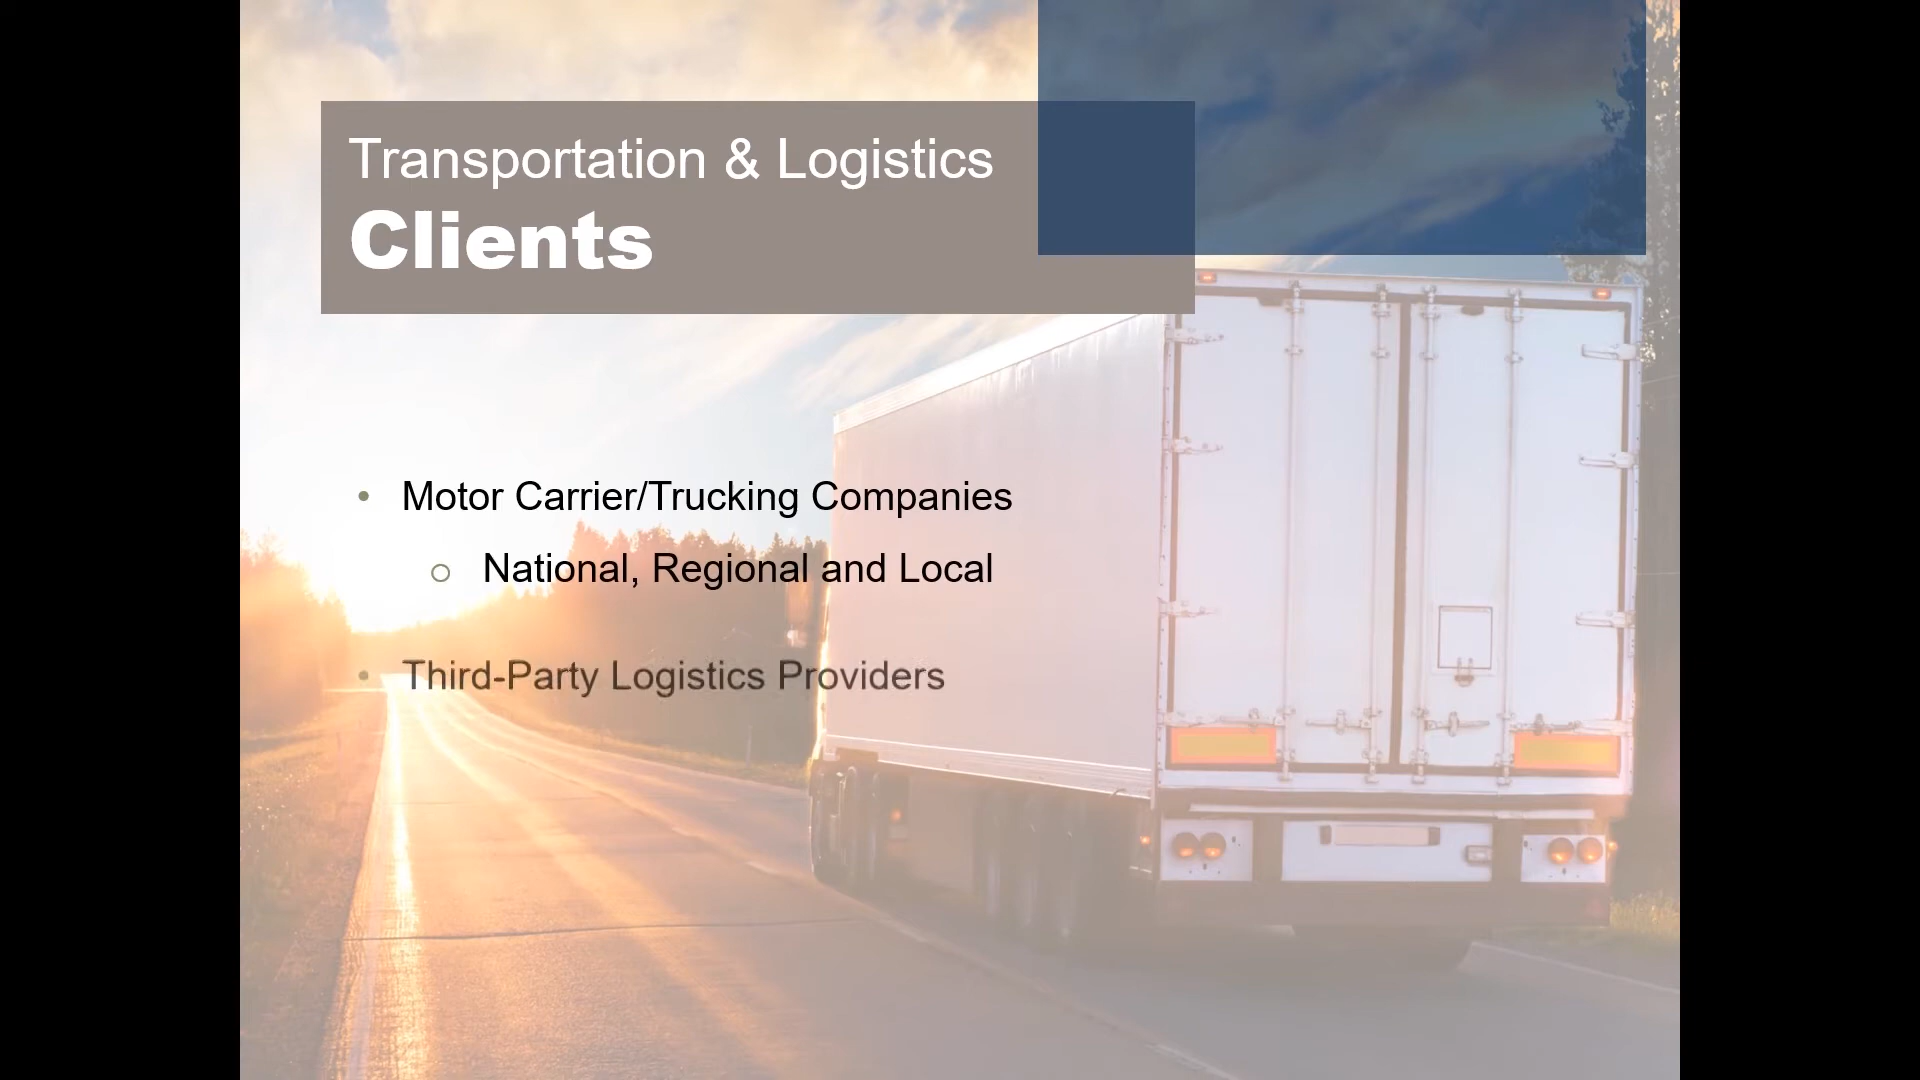 Transportation & Logistics
Clients
• Motor Carrier/Trucking Companies
○ National, Regional and Local
• Third-Party Logistics Providers